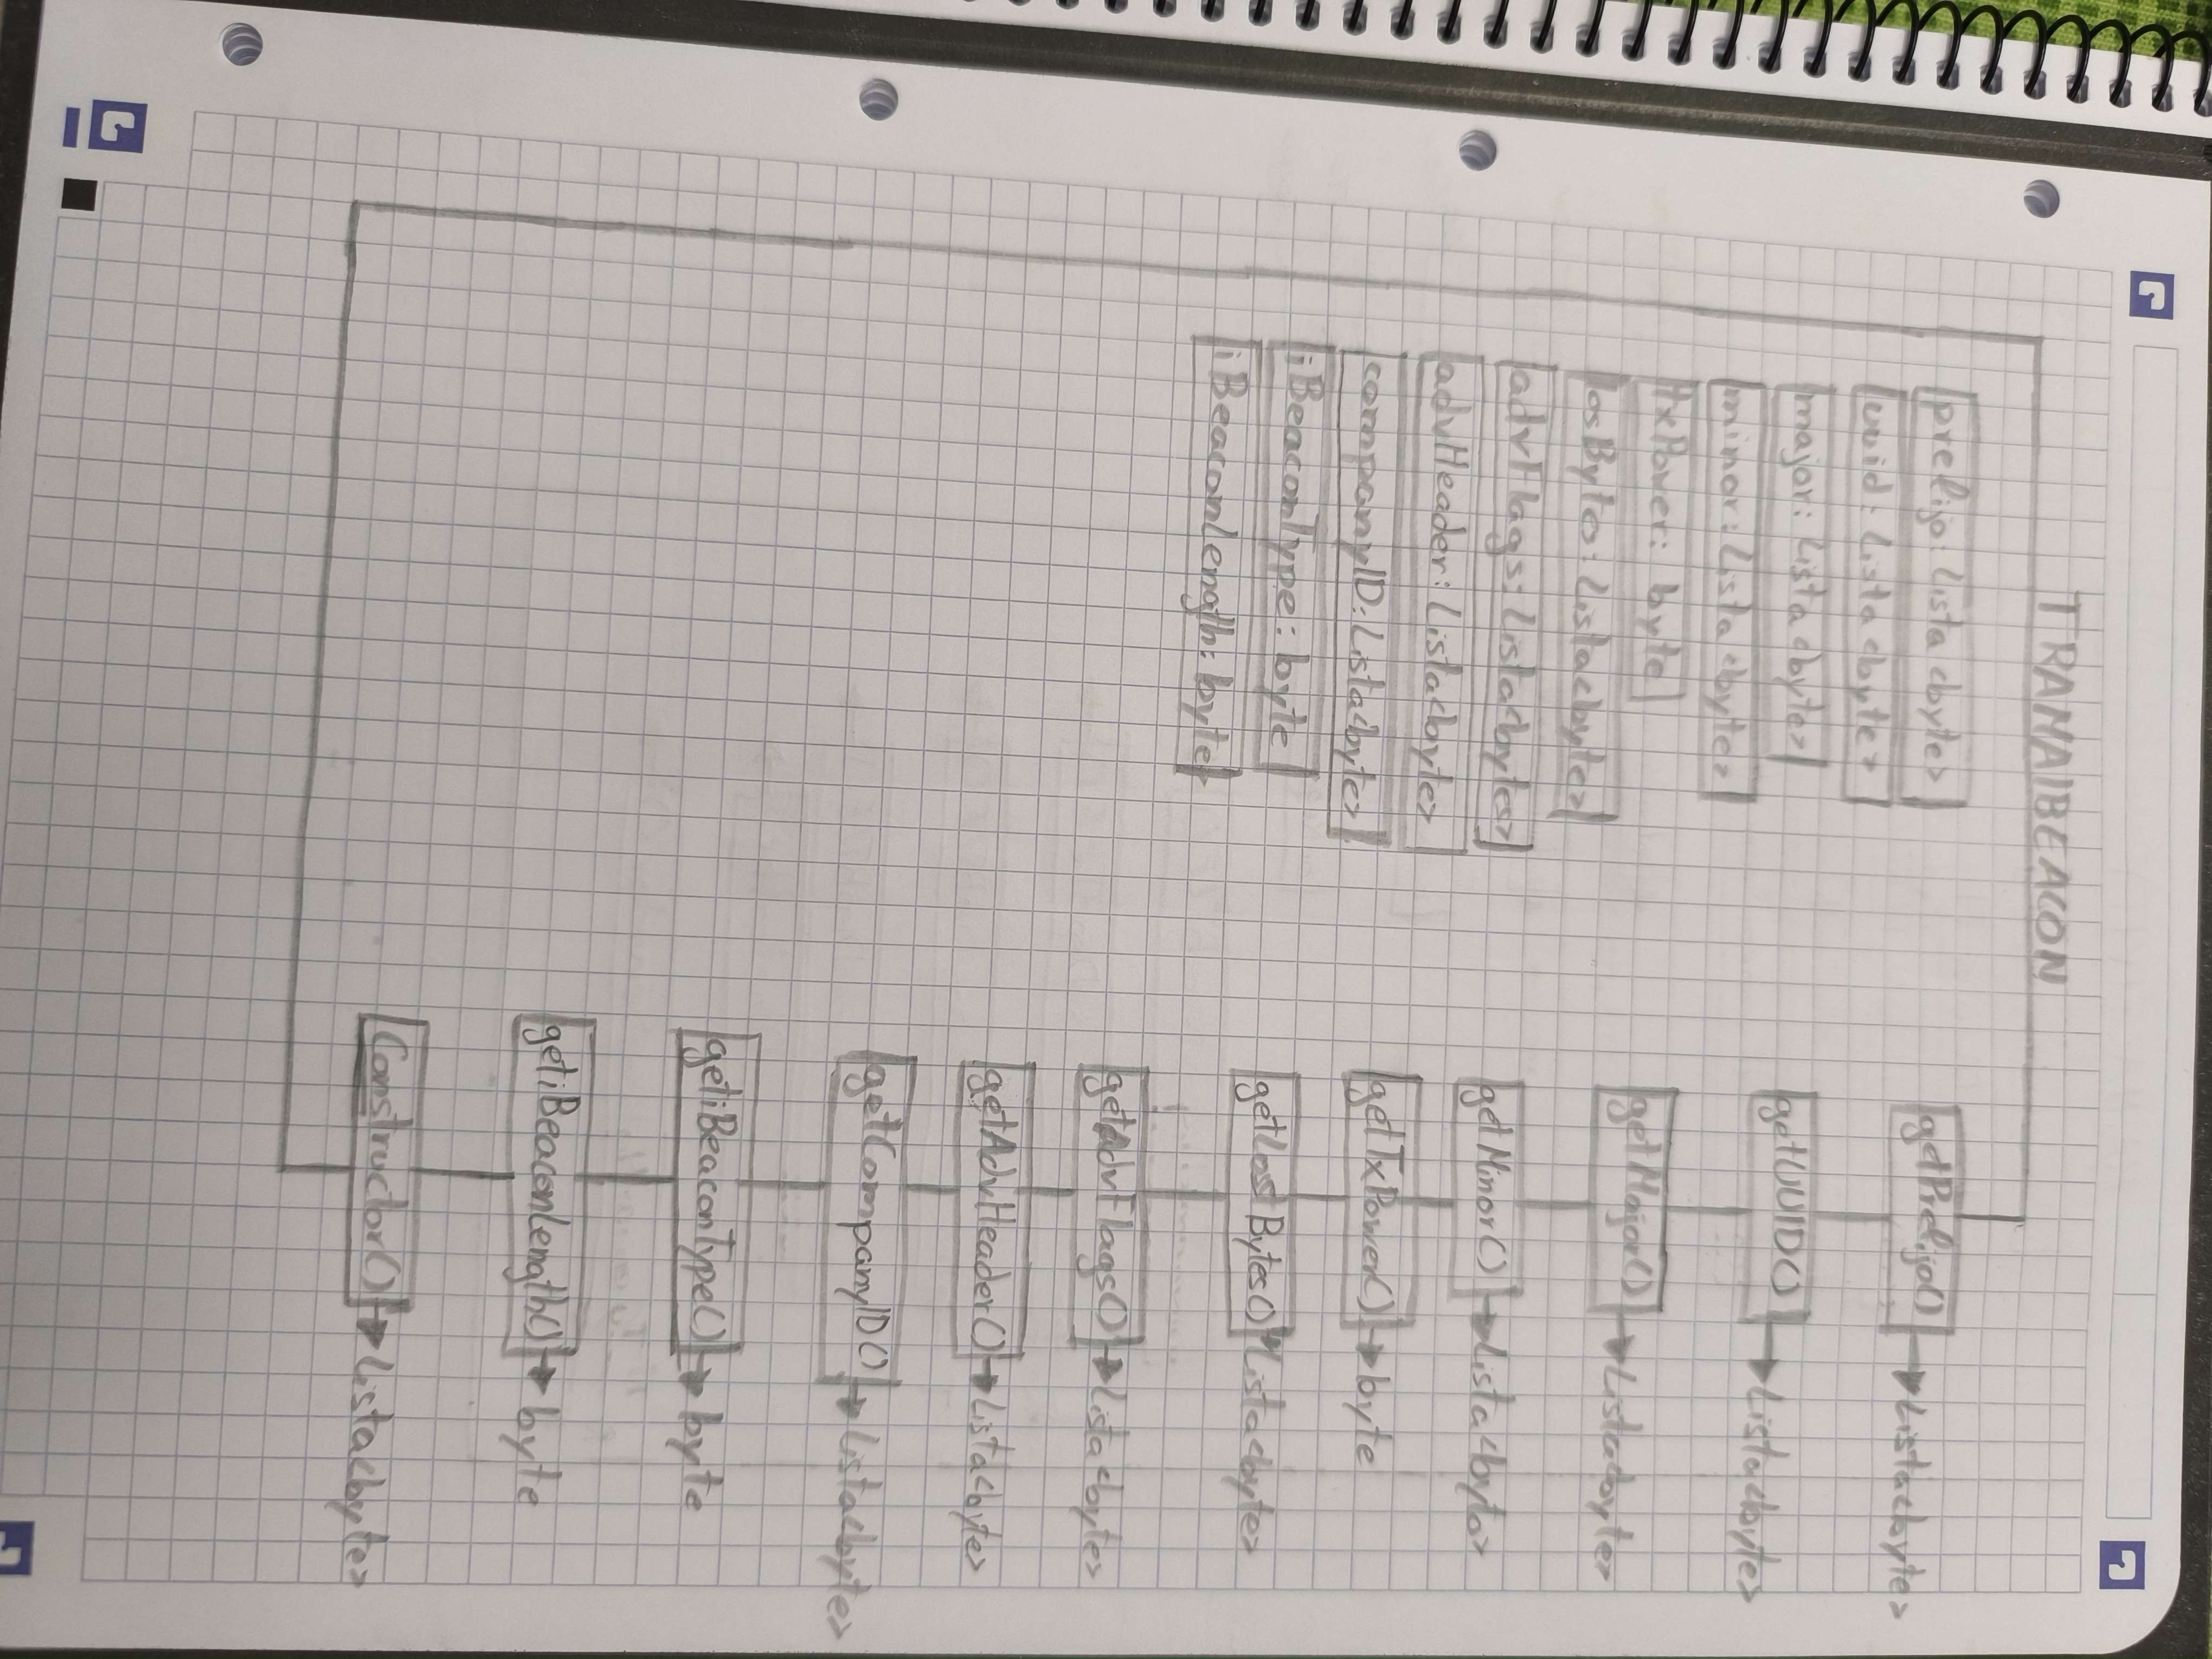 TRAMAIBEACON
prefijo: Lista <byte>
uuid: Lista <byte>
major: Lista <byte>
minor: Lista <byte>
txPower: byte
losBytes: Lista<byte>
advFlags: Lista<bytes>
advHeader: Lista<byte>
companyID: Lista<byte>
iBeaconType: byte
iBeaconLength: byte
getPrefijo() → Lista<byte>
getUUID() → Lista<byte>
getMajor() → Lista<byte>
getMinor() → Lista<byte>
getTxPower() → byte
getLosBytes() → Lista<byte>
getAdvFlags() → Lista<byte>
getAdvHeader() → Lista<byte>
getCompanyID() → Lista<byte>
getiBeaconType() → byte
getiBeaconLength() → byte
Constructor() → Lista<byte>